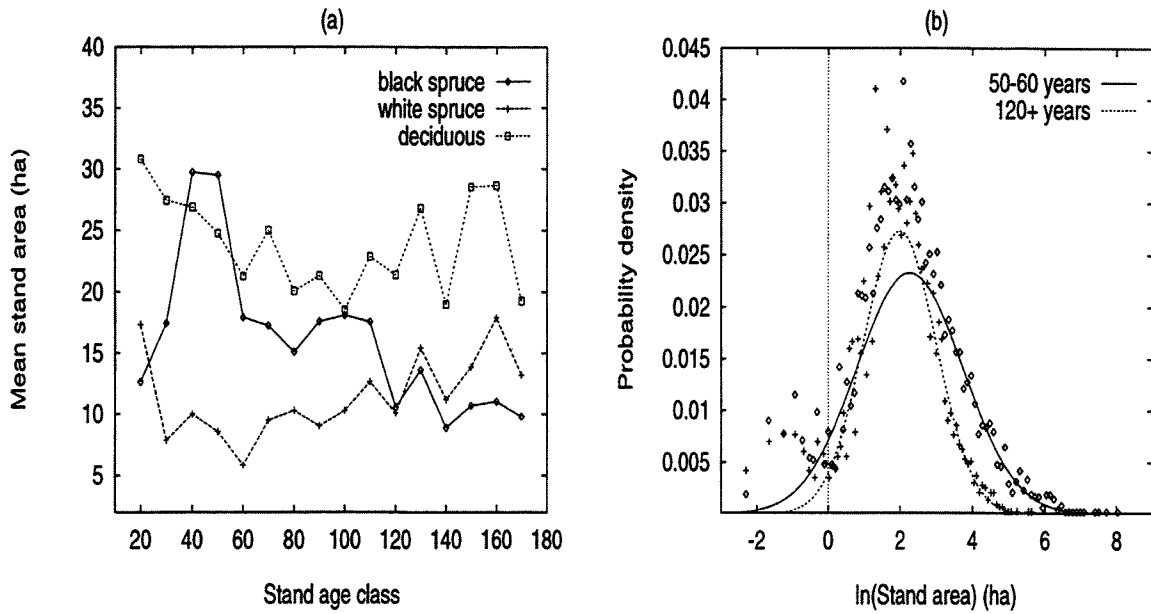 (a)
40
35
30
25
20
15
10
5
20 40 60 80 100 120 140 160 180
Mean stand area (ha)
Stand age class
black spruce
white spruce
deciduous
(b)
0.045
0.04
0.035
0.03
0.025
0.02
0.015
0.01
0.005
-2 0 2 4 6 8
Probability density
ln(Stand area) (ha)
50-60 years
120+ years